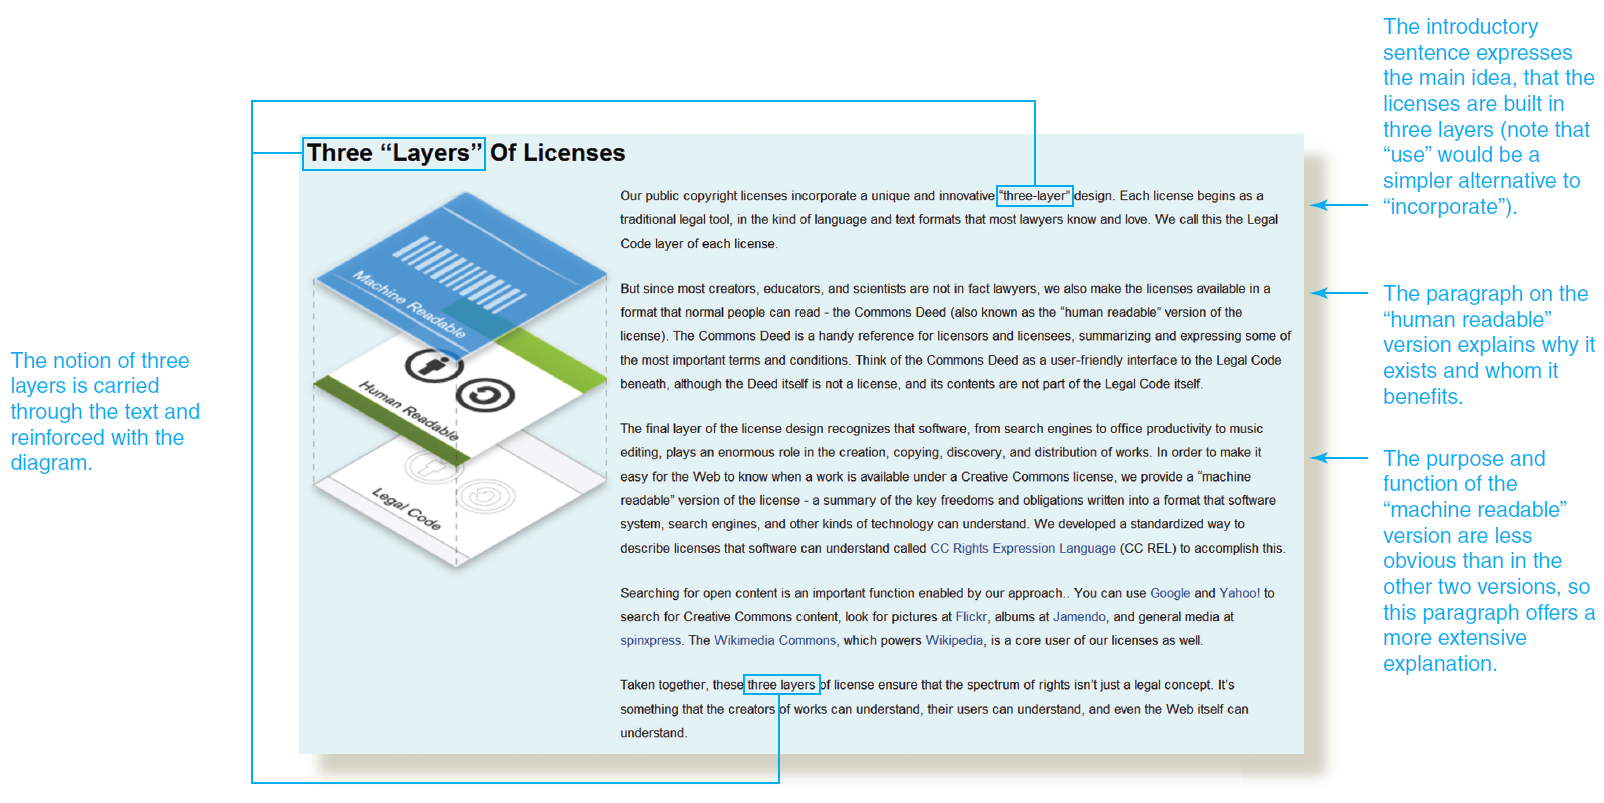 The introductory
sentence expresses
the main idea, that the
licenses are built in
three layers (note that
“use” would be a
simpler alternative to
“incorporate”).
Three “Layers” Of Licenses
Our public copyright licenses incorporate a unique and innovative “three-layer” design. Each license begins as a
traditional legal tool, in the kind of language and text formats that most lawyers know and love. We call this the Legal
Code layer of each license.
But since most creators, educators, and scientists are not in fact lawyers, we also make the licenses available in a
format that normal people can read - the Commons Deed (also known as the “human readable” version of the
license). The Commons Deed is a handy reference for licensors and licensees, summarizing and expressing some of
the most important terms and conditions. Think of the Commons Deed as a user-friendly interface to the Legal Code
beneath, although the Deed itself is not a license, and its contents are not part of the Legal Code itself.
The final layer of the license design recognizes that software, from search engines to office productivity to music
editing, plays an enormous role in the creation, copying, discovery, and distribution of works. In order to make it
easy for the Web to know when a work is available under a Creative Commons license, we provide a “machine
readable” version of the license - a summary of the key freedoms and obligations written into a format that software
system, search engines, and other kinds of technology can understand. We developed a standardized way to
describe licenses that software can understand called CC Rights Expression Language (CC REL) to accomplish this.
Searching for open content is an important function enabled by our approach.. You can use Google and Yahoo! to
search for Creative Commons content, look for pictures at Flickr, albums at Jamendo, and general media at
spinxpress. The Wikimedia Commons, which powers Wikipedia, is a core user of our licenses as well.
Taken together, these three layers of license ensure that the spectrum of rights isn’t just a legal concept. It’s
something that the creators of works can understand, their users can understand, and even the Web itself can
understand.
Machine Readable
Human Readable
Legal Code
The notion of three
layers is carried
through the text and
reinforced with the
diagram.
The paragraph on the
“human readable”
version explains why it
exists and whom it
benefits.
The purpose and
function of the
“machine readable”
version are less
obvious than in the
other two versions, so
this paragraph offers a
more extensive
explanation.